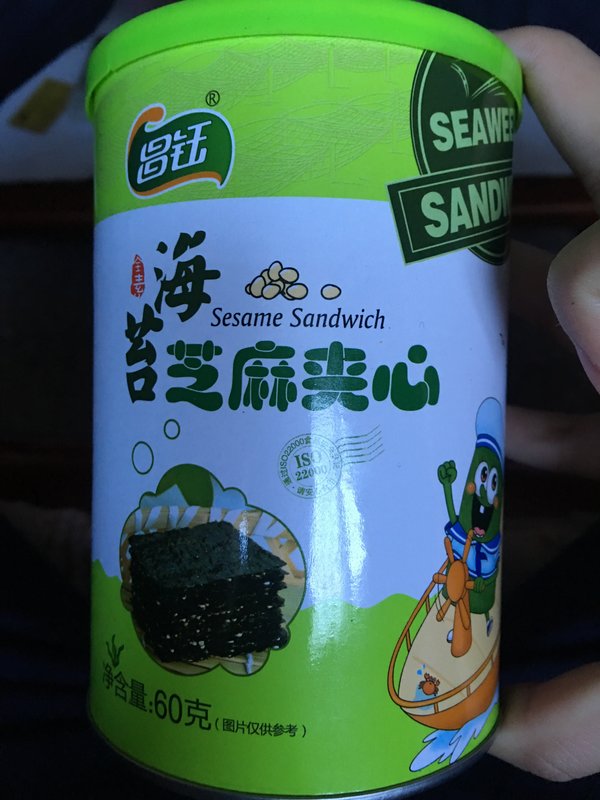 ®
昌钰
SEAWEE
SANDW
海苔
Sesame Sandwich
芝麻夹心
ISO
22000
净含量:60克
(图片仅供参考)